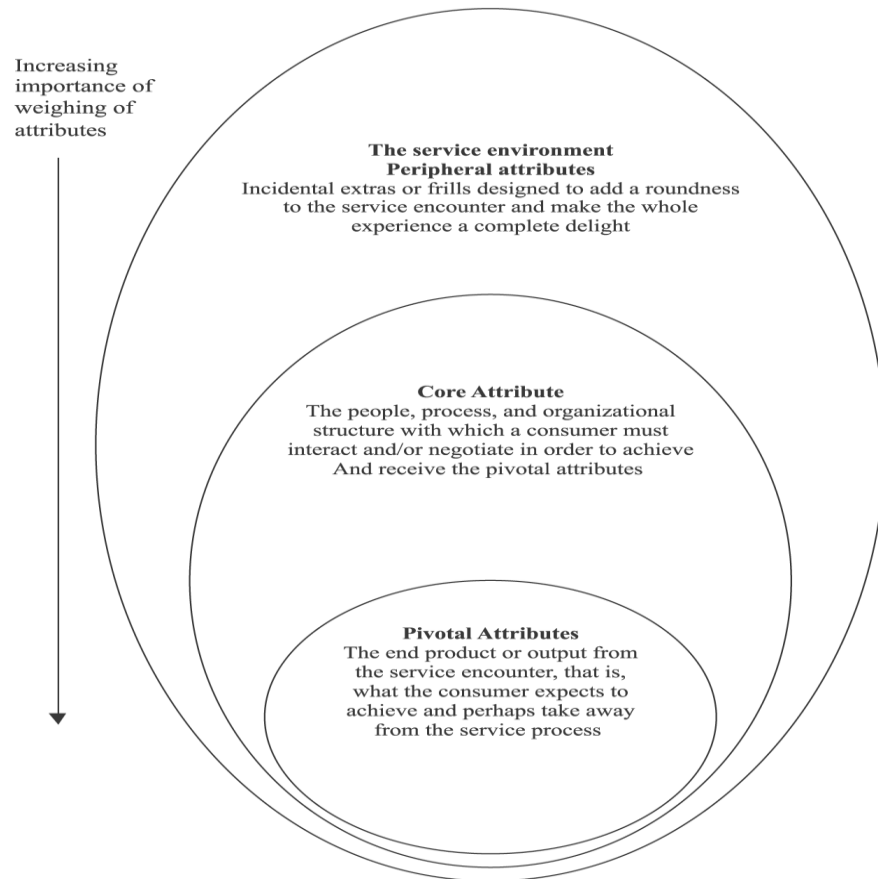 Increasing
importance of
weighing of
attributes
The service environment
Peripheral attributes
Incidental extras or frills designed to add a roundness
to the service encounter and make the whole
experience a complete delight
Core Attribute
The people, process, and organizational
structure with which a consumer must
interact and/or negotiate in order to achieve
And receive the pivotal attributes
Pivotal Attributes
The end product or output from
the service encounter, that is,
what the consumer expects to
achieve and perhaps take away
from the service process